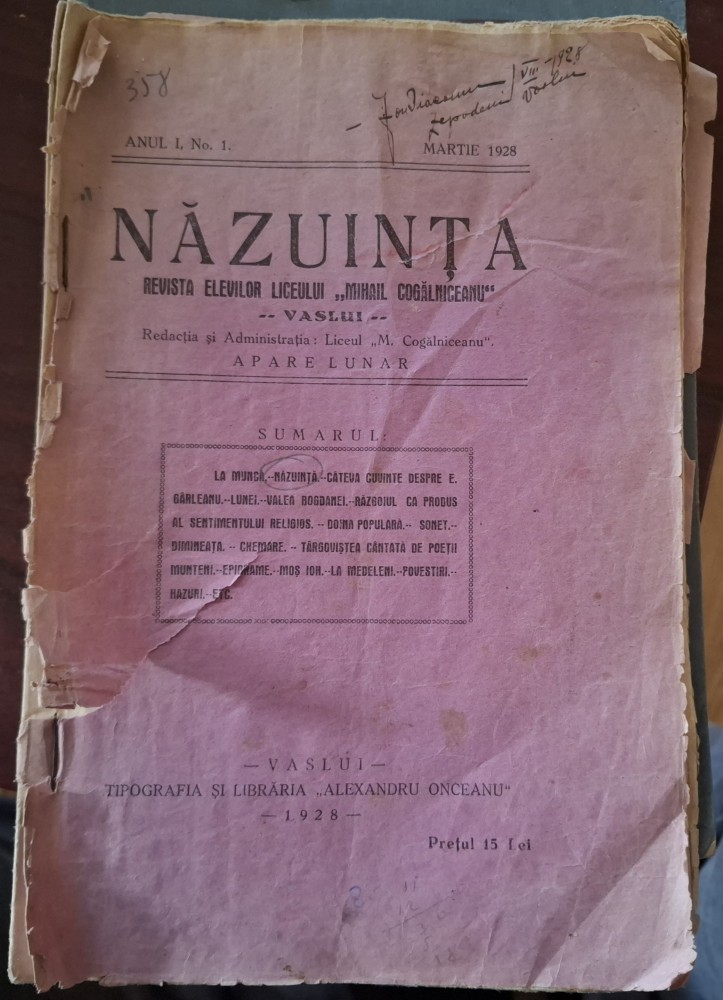 358
Ion Diaconu VIII 1928
Zapodeni Vaslui
ANUL I, No. 1.
MARTIE 1928
NĂZUINȚA
REVISTA ELEVILOR LICEULUI „MIHAIL COGĂLNICEANU“
-- VASLUI --
Redacția și Administrația : Liceul „M. Cogălniceanu“.
APARE LUNAR
SUMARUL:
LA MUNCĂ.--NĂZUINȚĂ.--CÂTEVA CUVINTE DESPRE E.
GÂRLEANU.--LUNEI.--VALEA BOGDANEI.--RĂZBOIUL CA PRODUS
AL SENTIMENTULUI RELIGIOS. -- DOINA POPULARĂ.-- SONET.--
DIMINEAȚA. -- CHEMARE. -- TÂRGOVIȘTEA CÂNTATĂ DE POEȚII
MUNTENI.--EPIGRAME.--MOȘ ION.--LA MEDELENI.--POVESTIRI.--
HAZURI.--ETC.
— VASLUI —
TIPOGRAFIA ȘI LIBRĂRIA „ALEXANDRU ONCEANU“
— 1928 —
Prețul 15 Lei